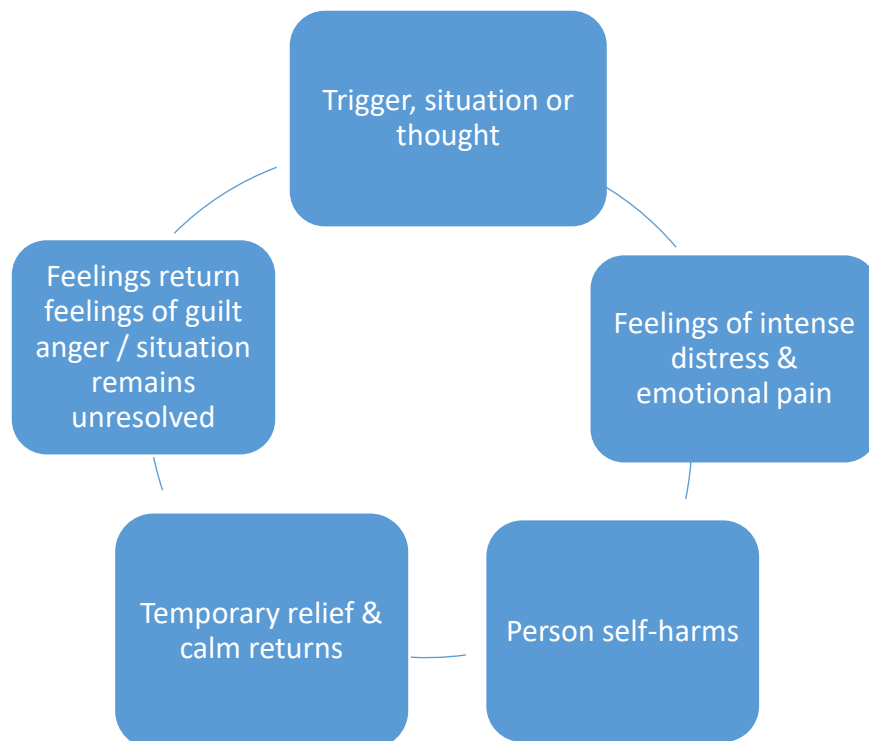 Trigger, situation or
thought
Feelings of intense
distress &
emotional pain
Person self-harms
Temporary relief &
calm returns
Feelings return
feelings of guilt
anger / situation
remains
unresolved